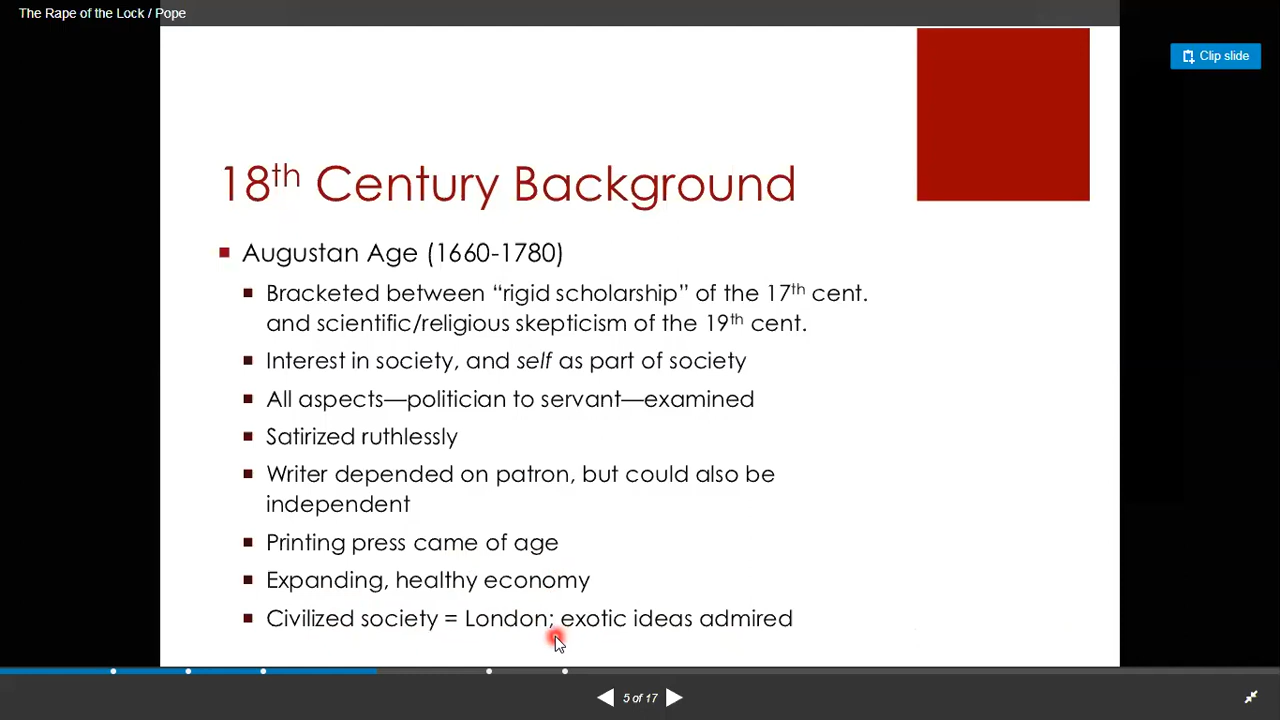 The Rape of the Lock / Pope
Clip slide
18th Century Background
Augustan Age (1660-1780)
Bracketed between “rigid scholarship” of the 17th cent.
and scientific/religious skepticism of the 19th cent.
Interest in society, and self as part of society
All aspects—politician to servant—examined
Satirized ruthlessly
Writer depended on patron, but could also be
independent
Printing press came of age
Expanding, healthy economy
Civilized society = London; exotic ideas admired
5 of 17